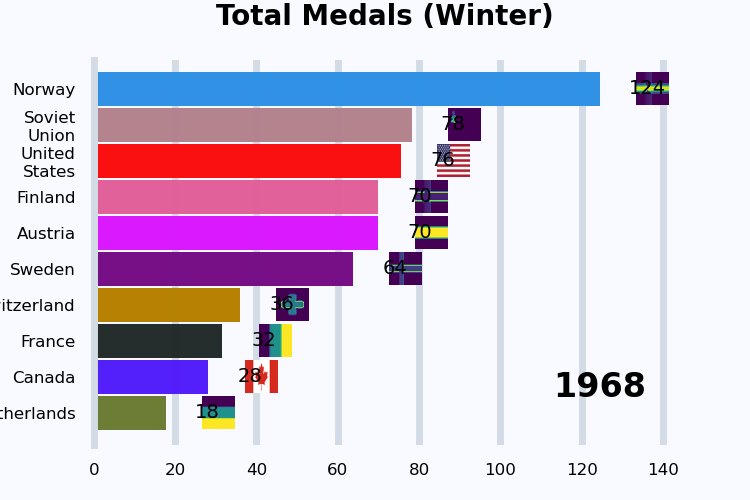 Total Medals (Winter)
Norway 124
Soviet
Union 78
United
States 76
Finland 70
Austria 70
Sweden 64
itzerland 36
France 32
Canada 28
1968
therlands 18
0 20 40 60 80 100 120 140